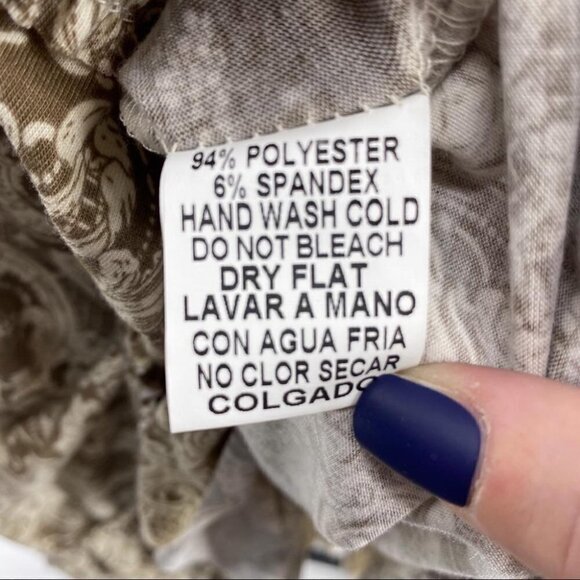 94% POLYESTER
6% SPANDEX
HAND WASH COLD
DO NOT BLEACH
DRY FLAT
LAVAR A MANO
CON AGUA FRIA
NO CLOR SECAR
COLGADO